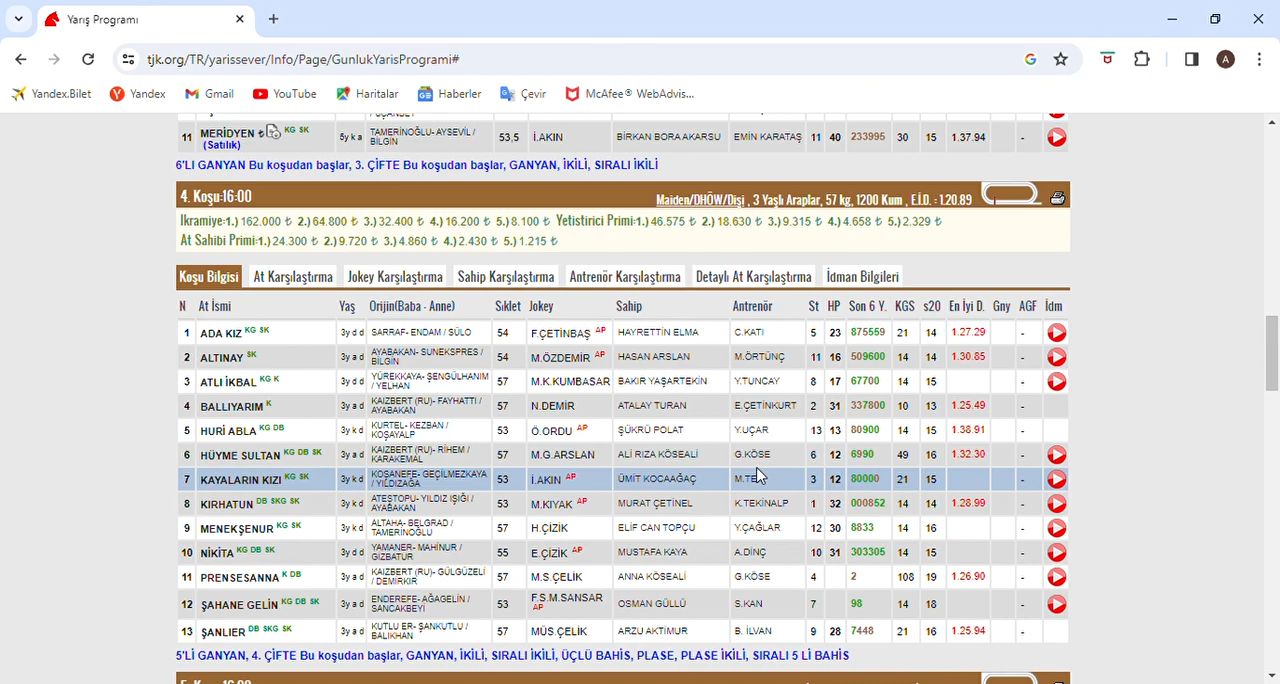 Yarış Programı
tjk.org/TR/yarissever/Info/Page/GunlukYarisProgrami#
A
Yandex.Bilet Yandex Gmail YouTube Haritalar Haberler Çevir McAfee® WebAdvis...
11 MERİDYEN ₺ KG SK (Satılık) 5y k a TAMERİNOĞLU- AYSEVİL / BİLGİN 53,5 İ.AKIN BİRKAN BORA AKARSU EMİN KARATAŞ 11 40 233995 30 15 1.37.94 -
6'LI GANYAN Bu koşudan başlar, 3. ÇİFTE Bu koşudan başlar, GANYAN, İKİLİ, SIRALI İKİLİ
4. Koşu:16:00 Maiden/DHÖW/Dişi , 3 Yaşlı Araplar, 57 kg, 1200 Kum , E.İ.D. : 1.20.89
Ikramiye:1.) 162.000 ₺ 2.) 64.800 ₺ 3.) 32.400 ₺ 4.) 16.200 ₺ 5.) 8.100 ₺ Yetistirici Primi:1.) 46.575 ₺ 2.) 18.630 ₺ 3.) 9.315 ₺ 4.) 4.658 ₺ 5.) 2.329 ₺
At Sahibi Primi:1.) 24.300 ₺ 2.) 9.720 ₺ 3.) 4.860 ₺ 4.) 2.430 ₺ 5.) 1.215 ₺
Koşu Bilgisi At Karşılaştırma Jokey Karşılaştırma Sahip Karşılaştırma Antrenör Karşılaştırma Detaylı At Karşılaştırma İdman Bilgileri
N At İsmi Yaş Orijin(Baba - Anne) Sıklet Jokey Sahip Antrenör St HP Son 6 Y. KGS s20 En İyi D. Gny AGF İdm
1 ADA KIZ KG SK 3y d d SARRAF- ENDAM / SÜLO 54 F.ÇETİNBAŞ AP HAYRETTİN ELMA C.KATI 5 23 875559 21 14 1.27.29 -
2 ALTINAY SK 3y a d AYABAKAN- SUNEKSPRES / BİLGİN 54 M.ÖZDEMİR AP HASAN ARSLAN M.ÖRTÜNÇ 11 16 509600 14 14 1.30.85 -
3 ATLI İKBAL KG K 3y d d YÜREKKAYA- ŞENGÜLHANIM / YELHAN 57 M.K.KUMBASAR BAKIR YAŞARTEKİN Y.TUNCAY 8 17 67700 14 15 -
4 BALLIYARIM K 3y a d KAIZBERT (RU)- FAYHATTI / AYABAKAN 57 N.DEMİR ATALAY TURAN E.ÇETİNKURT 2 31 337800 10 13 1.25.49 -
5 HURİ ABLA KG DB 3y k d KURTEL- KEZBAN / KOŞAYALP 53 Ö.ORDU AP ŞÜKRÜ POLAT Y.UÇAR 13 13 80900 14 15 1.38.91 -
6 HÜYME SULTAN KG DB SK 3y k d KAIZBERT (RU)- RİHEM / KARAKEMAL 57 M.G.ARSLAN ALİ RIZA KÖSEALİ G.KÖSE 6 12 6990 49 16 1.32.30 -
7 KAYALARIN KIZI KG SK 3y k d KOSANEFE- GEÇİLMEZKAYA / YILDIZAĞA 53 İ.AKIN AP ÜMİT KOCAAĞAÇ 3 12 80000 21 15 -
8 KIRHATUN DB SKG SK 3y k d ATESTOPU- YILDIZ IŞIĞI / AYABAKAN 53 M.KIYAK AP MURAT ÇETİNEL K.TEKİNALP 1 32 000852 14 14 1.28.99 -
9 MENEKŞENUR KG SK 3y k d ALTAHA- BELGRAD / TAMERİNOĞLU 57 H.ÇİZİK ELİF CAN TOPÇU Y.ÇAĞLAR 12 30 8833 14 16 -
10 NİKİTA KG DB SK 3y d d YAMANER- MAHİNUR / GİZBATUR 55 E.ÇİZİK AP MUSTAFA KAYA A.DİNÇ 10 31 303305 14 15 -
11 PRENSESANNA K DB 3y a d KAIZBERT (RU)- GÜLGÜZELİ / DEMİRKIR 57 M.S.ÇELİK ANNA KÖSEALİ G.KÖSE 4 2 108 19 1.26.90 -
12 ŞAHANE GELİN KG DB SK 3y a d ENDEREFE- AĞAGELİN / SANCAKBEYİ 53 F.S.M.SANSAR AP OSMAN GÜLLÜ S.KAN 7 98 14 18 -
13 ŞANLIER DB SKG SK 3y a d KUTLU ER- ŞANKUTLU / BALIKHAN 57 MÜS.ÇELİK ARZU AKTİMUR B. İLVAN 9 28 7448 21 16 1.25.94 -
5'Lİ GANYAN, 4. ÇİFTE Bu koşudan başlar, GANYAN, İKİLİ, SIRALI İKİLİ, ÜÇLÜ BAHİS, PLASE, PLASE İKİLİ, SIRALI 5 Lİ BAHİS